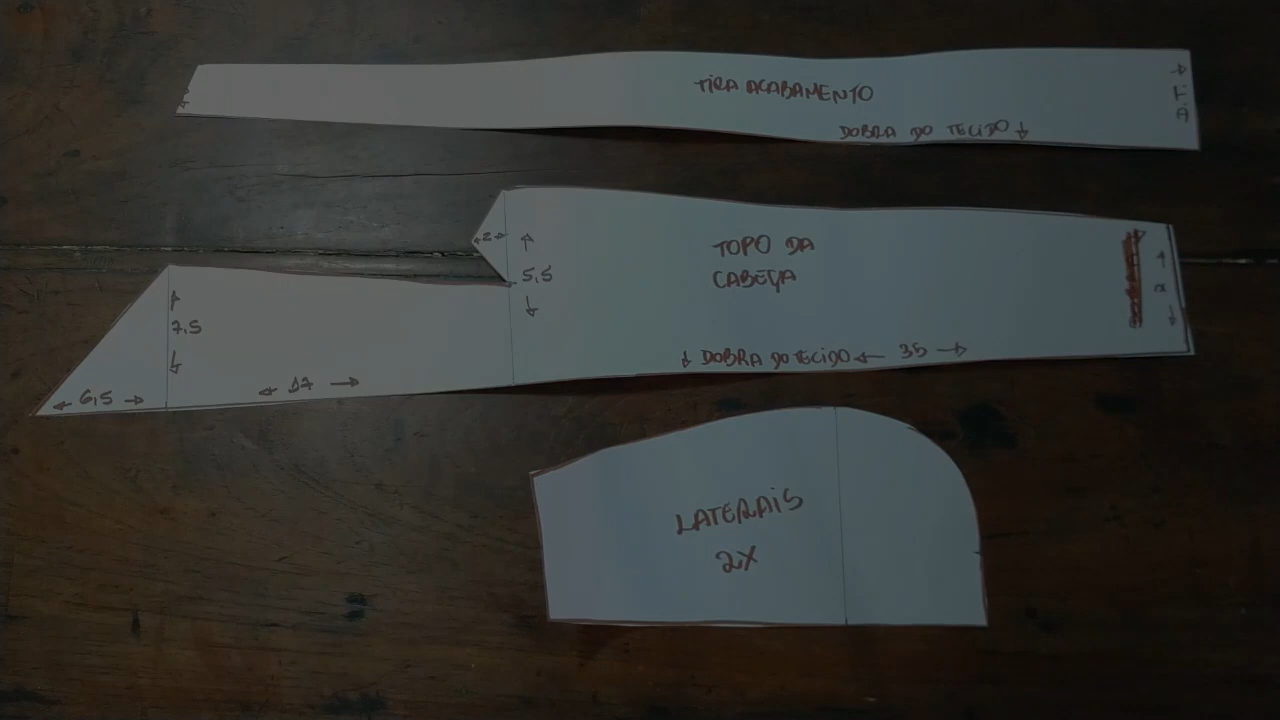 TIRA ACABAMENTO
DOBRA DO TECIDO
2
5,5
TOPO DA
CABEÇA
7,5
DOBRA DO TECIDO
35
17
6,5
LATERAIS
2X